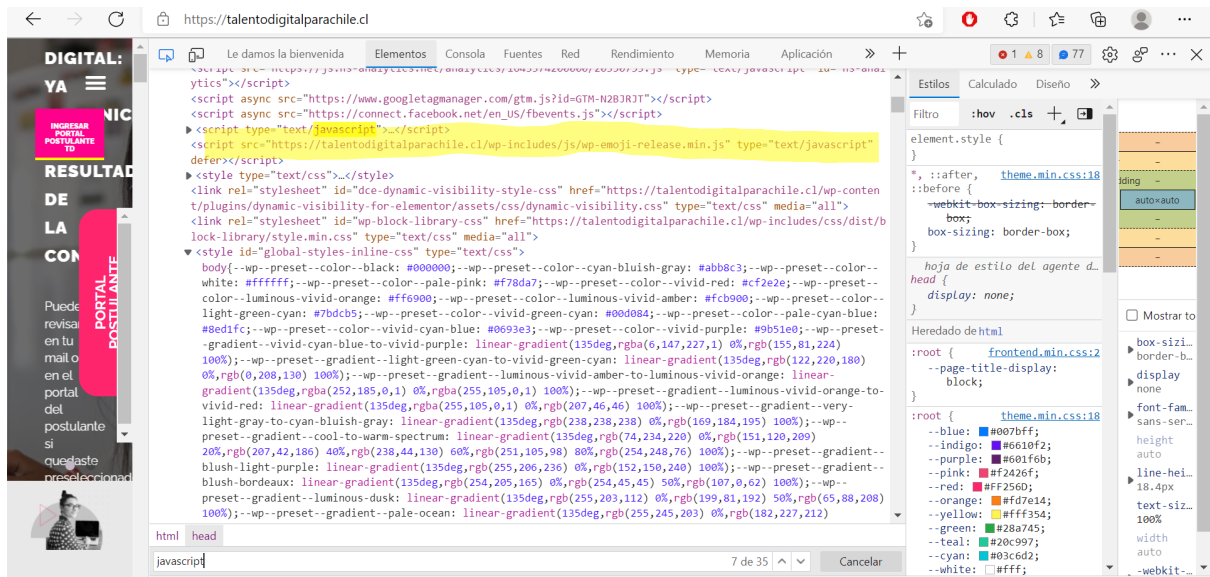 https://talentodigitalparachile.cl
DIGITAL:
YA
NIC
INGRESAR
PORTAL
POSTULANTE
TD
RESULTAD
DE
LA
CON
PORTAL
POSTULANTE
Puede
revisa
en tu
mail o
en el
portal
del
postulante
si
quedaste
preseleccionad
Le damos la bienvenida Elementos Consola Fuentes Red Rendimiento Memoria Aplicación
1 8 77
ytics"></script>
<script async src="https://www.googletagmanager.com/gtm.js?id=GTM-N2BJRJT"></script>
<script async src="https://connect.facebook.net/en_US/fbevents.js"></script>
<script type="text/javascript">…</script>
<script src="https://talentodigitalparachile.cl/wp-includes/js/wp-emoji-release.min.js" type="text/javascript"
defer></script>
<style type="text/css">…</style>
<link rel="stylesheet" id="dce-dynamic-visibility-style-css" href="https://talentodigitalparachile.cl/wp-conten
t/plugins/dynamic-visibility-for-elementor/assets/css/dynamic-visibility.css" type="text/css" media="all">
<link rel="stylesheet" id="wp-block-library-css" href="https://talentodigitalparachile.cl/wp-includes/css/dist/b
lock-library/style.min.css" type="text/css" media="all">
<style id="global-styles-inline-css" type="text/css">
body{--wp--preset--color--black: #000000;--wp--preset--color--cyan-bluish-gray: #abb8c3;--wp--preset--color--
white: #ffffff;--wp--preset--color--pale-pink: #f78da7;--wp--preset--color--vivid-red: #cf2e2e;--wp--preset--
color--luminous-vivid-orange: #ff6900;--wp--preset--color--luminous-vivid-amber: #fcb900;--wp--preset--color--
light-green-cyan: #7bdcb5;--wp--preset--color--vivid-green-cyan: #00d084;--wp--preset--color--pale-cyan-blue:
#8ed1fc;--wp--preset--color--vivid-cyan-blue: #0693e3;--wp--preset--color--vivid-purple: #9b51e0;--wp--preset-
-gradient--vivid-cyan-blue-to-vivid-purple: linear-gradient(135deg,rgba(6,147,227,1) 0%,rgb(155,81,224)
100%);--wp--preset--gradient--light-green-cyan-to-vivid-green-cyan: linear-gradient(135deg,rgb(122,220,180)
0%,rgb(0,208,130) 100%);--wp--preset--gradient--luminous-vivid-amber-to-luminous-vivid-orange: linear-
gradient(135deg,rgba(252,185,0,1) 0%,rgba(255,105,0,1) 100%);--wp--preset--gradient--luminous-vivid-orange-to-
vivid-red: linear-gradient(135deg,rgba(255,105,0,1) 0%,rgb(207,46,46) 100%);--wp--preset--gradient--very-
light-gray-to-cyan-bluish-gray: linear-gradient(135deg,rgb(238,238,238) 0%,rgb(169,184,195) 100%);--wp--
preset--gradient--cool-to-warm-spectrum: linear-gradient(135deg,rgb(74,234,220) 0%,rgb(151,120,209)
20%,rgb(207,42,186) 40%,rgb(238,44,130) 60%,rgb(251,105,98) 80%,rgb(254,248,76) 100%);--wp--preset--gradient--
blush-light-purple: linear-gradient(135deg,rgb(255,206,236) 0%,rgb(152,150,240) 100%);--wp--preset--gradient--
blush-bordeaux: linear-gradient(135deg,rgb(254,205,165) 0%,rgb(254,45,45) 50%,rgb(107,0,62) 100%);--wp--
preset--gradient--luminous-dusk: linear-gradient(135deg,rgb(255,203,112) 0%,rgb(199,81,192) 50%,rgb(65,88,208)
100%);--wp--preset--gradient--pale-ocean: linear-gradient(135deg,rgb(255,245,203) 0%,rgb(182,227,212)
html head
javascript 7 de 35 Cancelar
Estilos Calculado Diseño
Filtro :hov .cls
element.style {
}
*, ::after, theme.min.css:18
::before {
-webkit-box-sizing: border-
box;
box-sizing: border-box;
}
hoja de estilo del agente d…
head {
display: none;
}
Heredado de html
:root { frontend.min.css:2
--page-title-display:
block;
}
:root { theme.min.css:18
--blue: #007bff;
--indigo: #6610f2;
--purple: #601f6b;
--pink: #f2426f;
--red: #FF256D;
--orange: #fd7e14;
--yellow: #fff354;
--green: #28a745;
--teal: #20c997;
--cyan: #03c6d2;
--white: #fff;
dding
auto×auto
Mostrar to
box-sizi…
border-b…
display
none
font-fam…
sans-ser…
height
auto
line-hei…
18.4px
text-siz…
100%
width
auto
-webkit-…